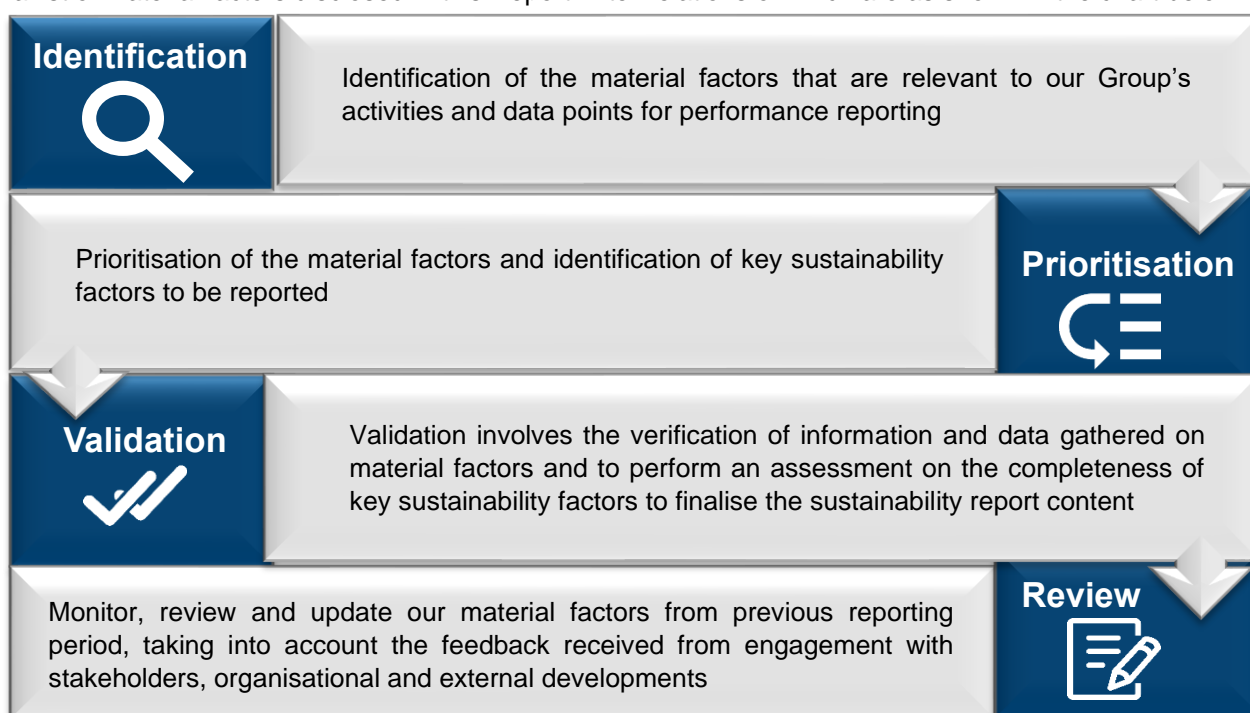 Identification
Identification of the material factors that are relevant to our Group’s
activities and data points for performance reporting
Prioritisation of the material factors and identification of key sustainability
factors to be reported
Prioritisation
Validation
Validation involves the verification of information and data gathered on
material factors and to perform an assessment on the completeness of
key sustainability factors to finalise the sustainability report content
Monitor, review and update our material factors from previous reporting
period, taking into account the feedback received from engagement with
stakeholders, organisational and external developments
Review